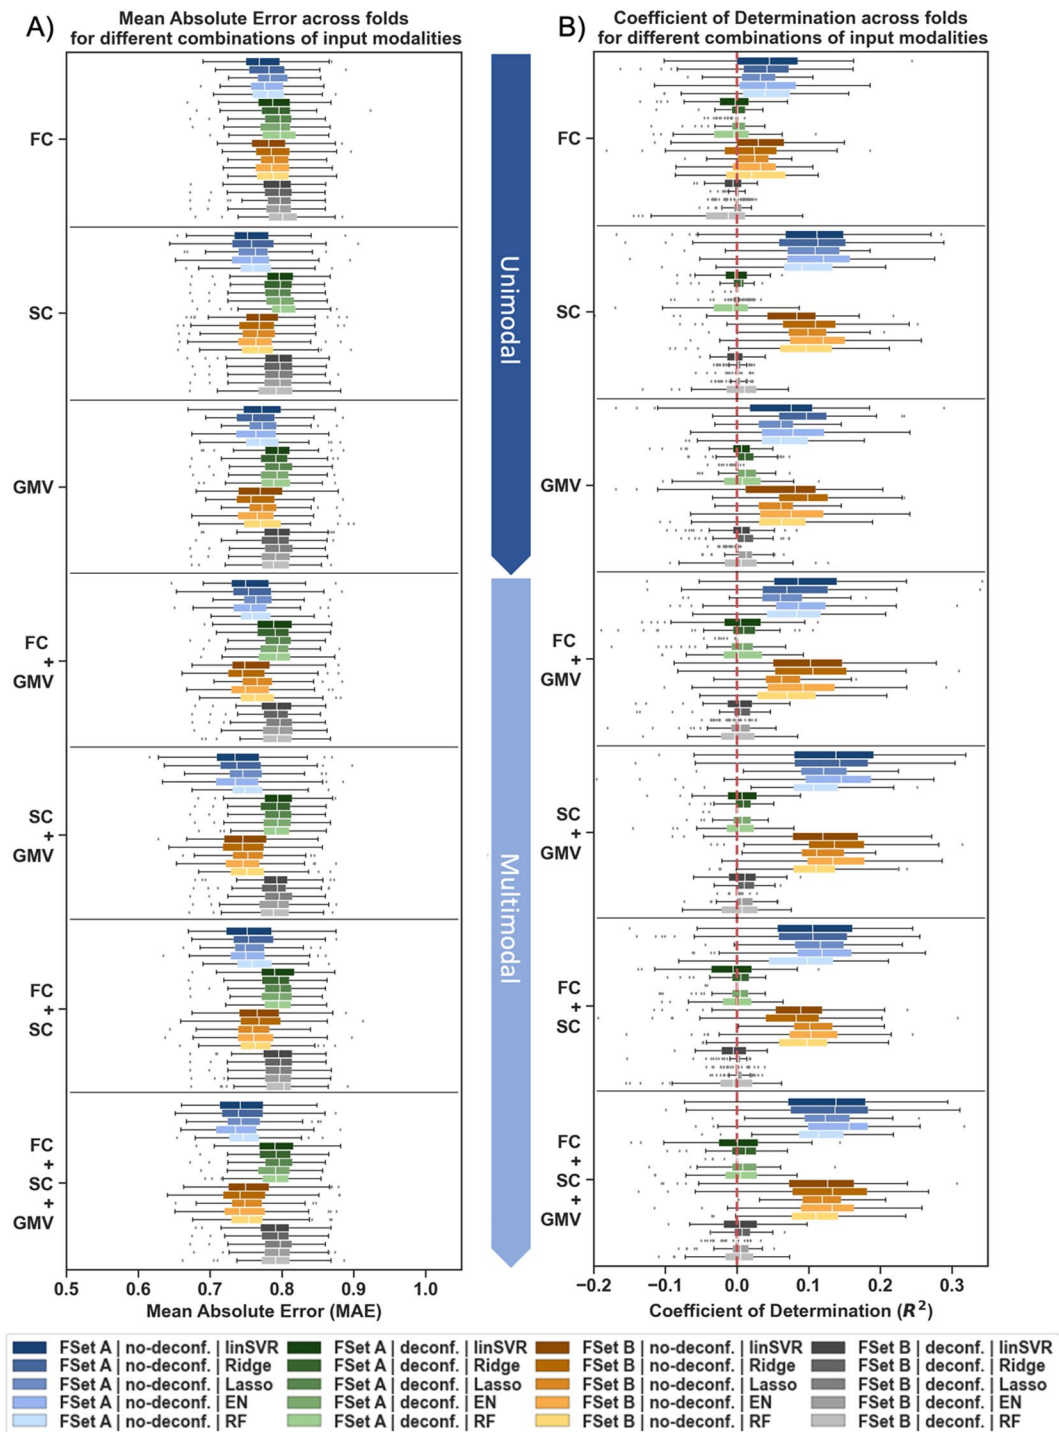 A)
Mean Absolute Error across folds
for different combinations of input modalities
B)
Coefficient of Determination across folds
for different combinations of input modalities
FC
SC
GMV
FC
+
GMV
SC
+
GMV
FC
+
SC
FC
+
SC
+
GMV
0.5 0.6 0.7 0.8 0.9 1.0
Mean Absolute Error (MAE)
Unimodal
Multimodal
FC
SC
GMV
FC
+
GMV
SC
+
GMV
FC
+
SC
FC
+
SC
+
GMV
−0.2 −0.1 0.0 0.1 0.2 0.3
Coefficient of Determination (R²)
FSet A | no-deconf. | linSVR
FSet A | no-deconf. | Ridge
FSet A | no-deconf. | Lasso
FSet A | no-deconf. | EN
FSet A | no-deconf. | RF
FSet A | deconf. | linSVR
FSet A | deconf. | Ridge
FSet A | deconf. | Lasso
FSet A | deconf. | EN
FSet A | deconf. | RF
FSet B | no-deconf. | linSVR
FSet B | no-deconf. | Ridge
FSet B | no-deconf. | Lasso
FSet B | no-deconf. | EN
FSet B | no-deconf. | RF
FSet B | deconf. | linSVR
FSet B | deconf. | Ridge
FSet B | deconf. | Lasso
FSet B | deconf. | EN
FSet B | deconf. | RF